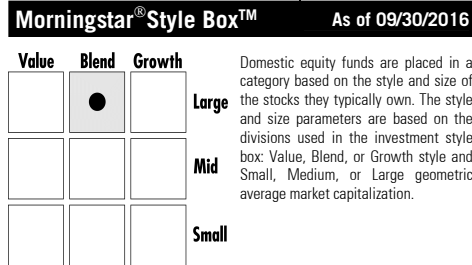 Morningstar® Style Box™ As of 09/30/2016
Value Blend Growth
Large
Mid
Small
Domestic equity funds are placed in a
category based on the style and size of
the stocks they typically own. The style
and size parameters are based on the
divisions used in the investment style
box: Value, Blend, or Growth style and
Small, Medium, or Large geometric
average market capitalization.